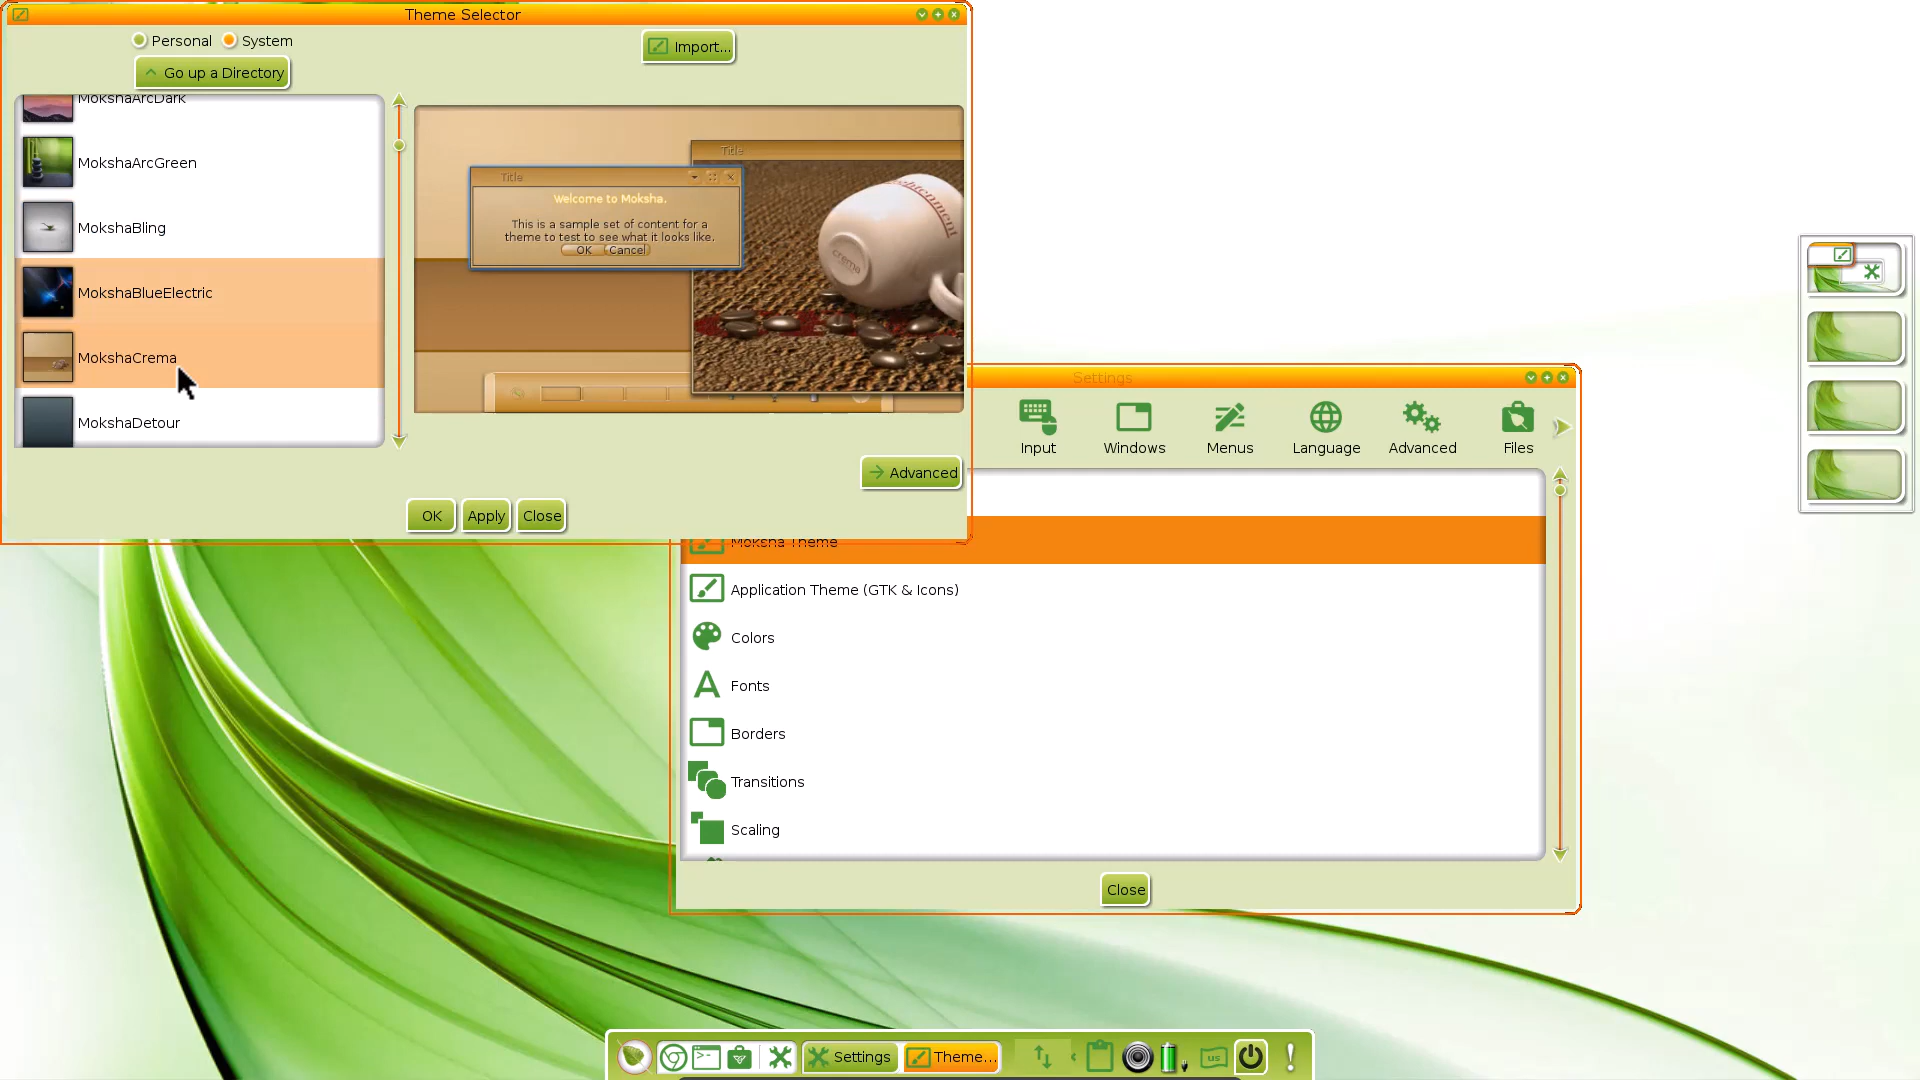 Theme Selector
Personal
System
Import...
Go up a Directory
MokshaArcDark
MokshaArcGreen
MokshaBling
MokshaBlueElectric
MokshaCrema
MokshaDetour
Title
Title
Welcome to Moksha.
This is a sample set of content for a
theme to test to see what it looks like.
OK
Cancel
crema
Advanced
OK
Apply
Close
Settings
Input
Windows
Menus
Language
Advanced
Files
Moksha Theme
Application Theme (GTK & Icons)
Colors
Fonts
Borders
Transitions
Scaling
Close
Settings
Theme...
us